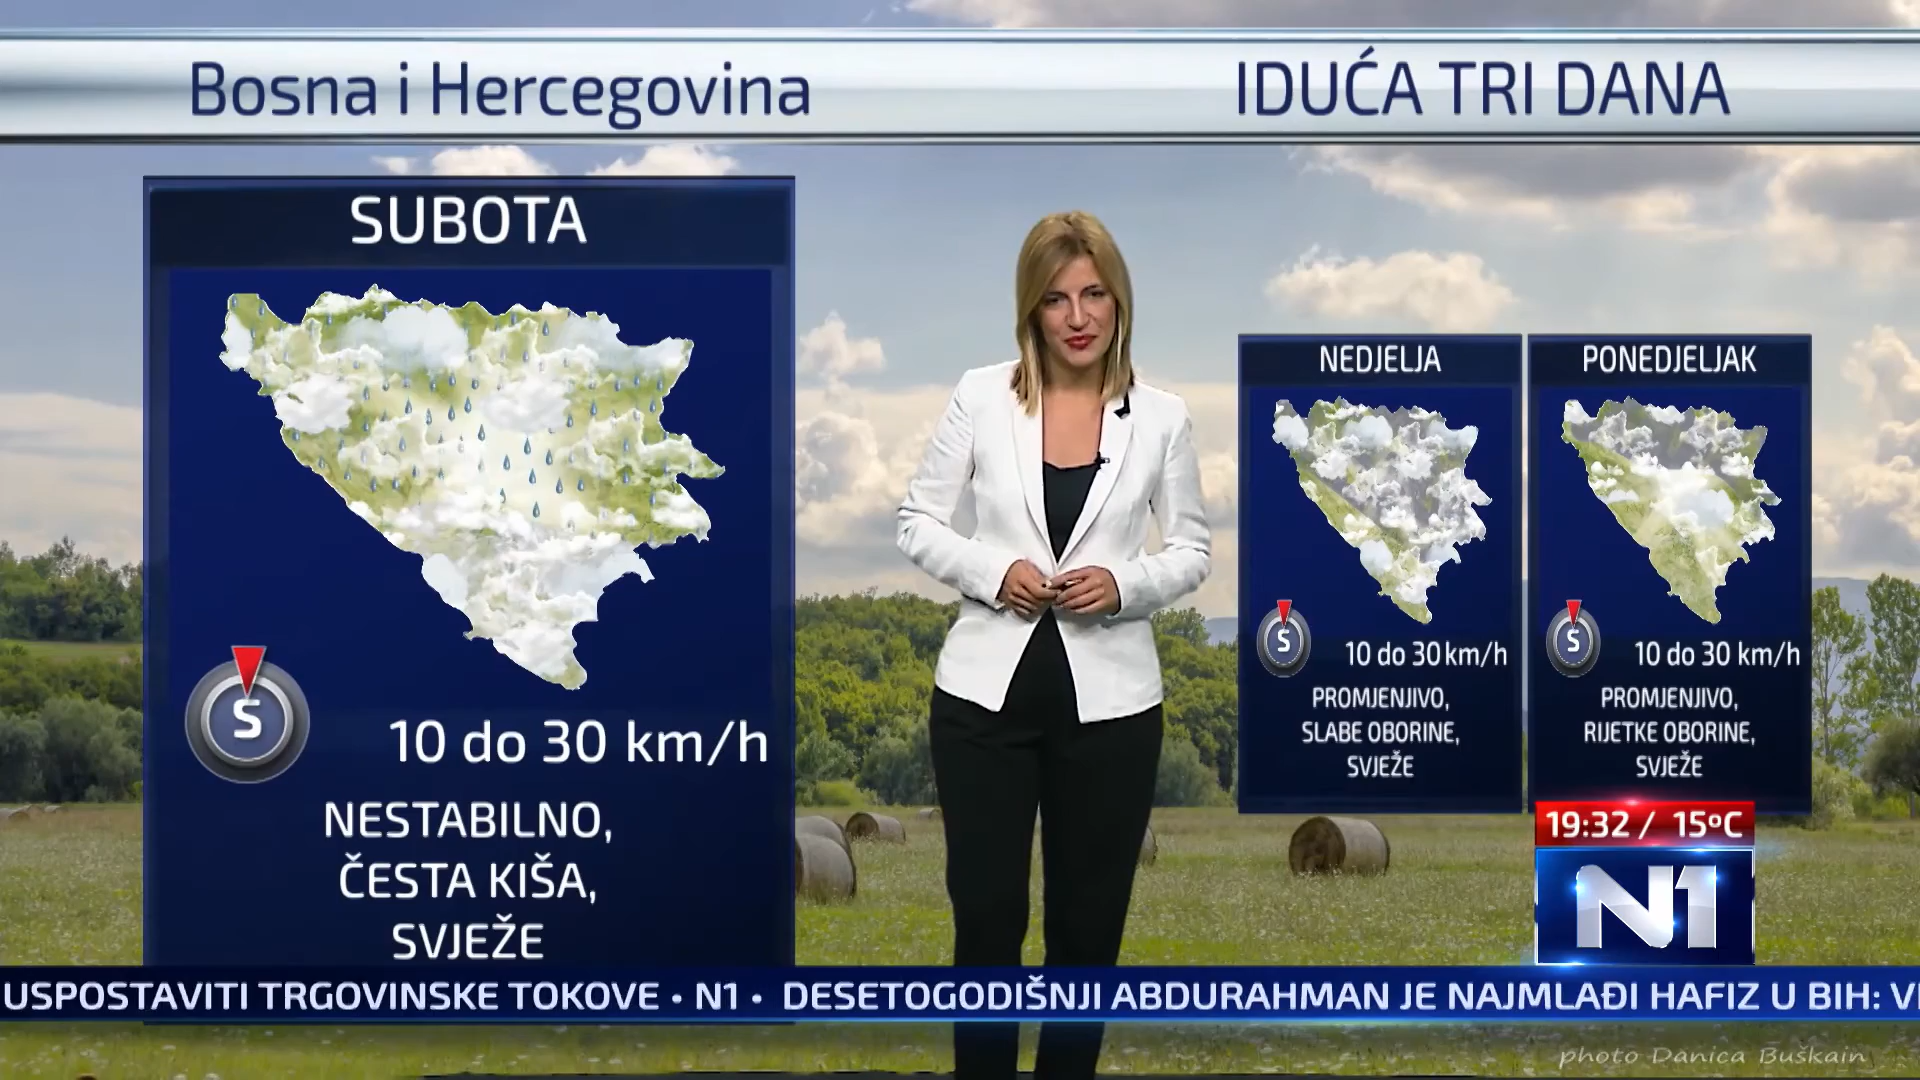 Bosna i Hercegovina
IDUĆA TRI DANA
SUBOTA
S
10 do 30 km/h
NESTABILNO,
ČESTA KIŠA,
SVJEŽE
NEDJELJA
S
10 do 30 km/h
PROMJENJIVO,
SLABE OBORINE,
SVJEŽE
PONEDJELJAK
S
10 do 30 km/h
PROMJENJIVO,
RIJETKE OBORINE,
SVJEŽE
19:32 / 15ºC
N1
USPOSTAVITI TRGOVINSKE TOKOVE • N1 • DESETOGODIŠNJI ABDURAHMAN JE NAJMLAĐI HAFIZ U BIH:
photo Danica Buškain